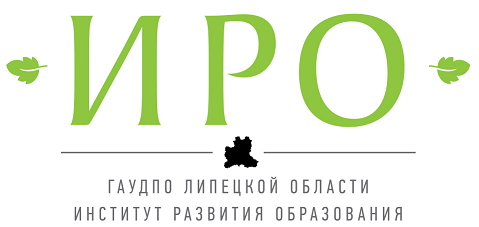 ИРО
ГАУДПО ЛИПЕЦКОЙ ОБЛАСТИ
ИНСТИТУТ РАЗВИТИЯ ОБРАЗОВАНИЯ